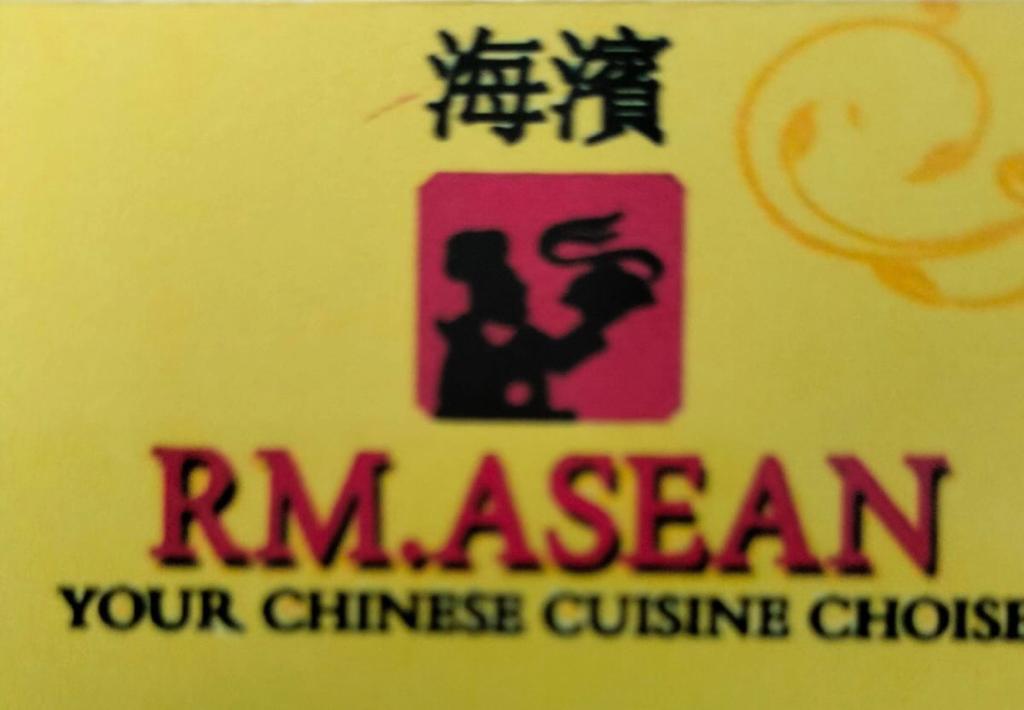 海濱
RM.ASEAN
YOUR CHINESE CUISINE CHOISE